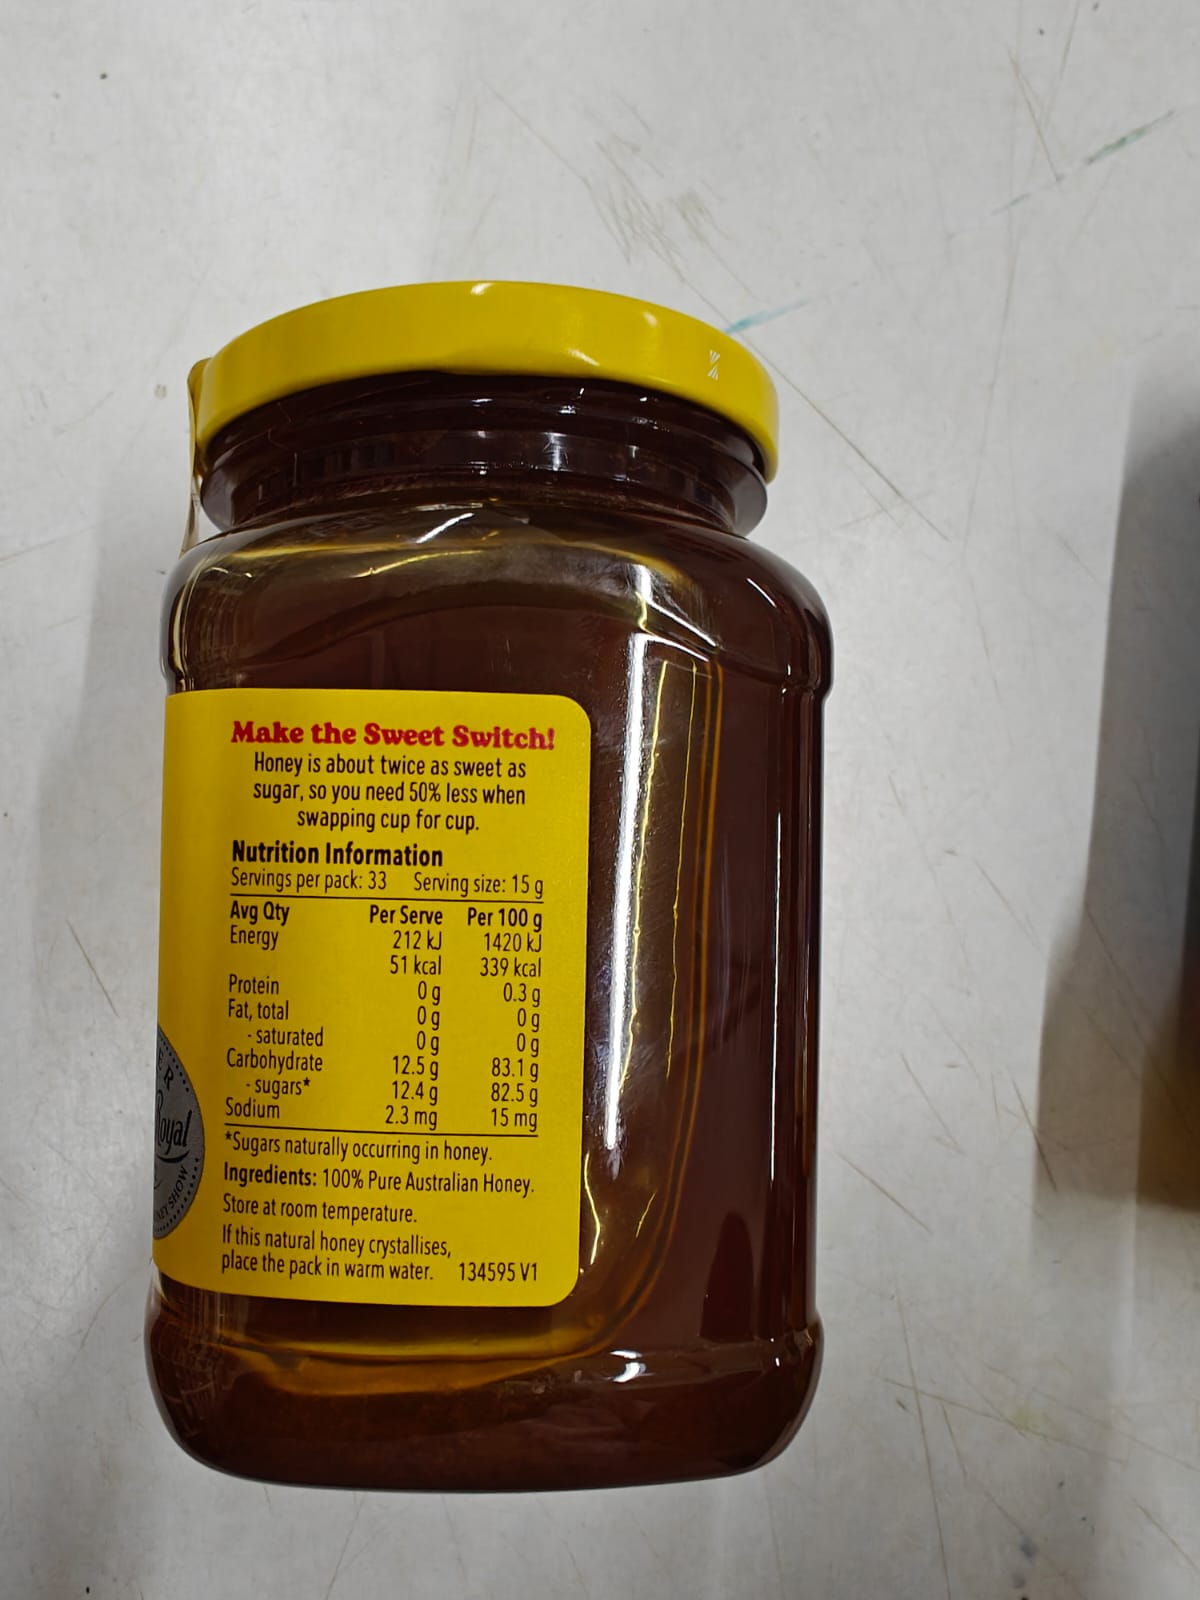 Make the Sweet Switch!
Honey is about twice as sweet as
sugar, so you need 50% less when
swapping cup for cup.
Nutrition Information
Servings per pack: 33 Serving size: 15 g
Avg Qty Per Serve Per 100 g
Energy 212 kJ 1420 kJ
51 kcal 339 kcal
Protein 0 g 0.3 g
Fat, total 0 g 0 g
- saturated 0 g 0 g
Carbohydrate 12.5 g 83.1 g
- sugars* 12.4 g 82.5 g
Sodium 2.3 mg 15 mg
*Sugars naturally occurring in honey.
Ingredients: 100% Pure Australian Honey.
Store at room temperature.
If this natural honey crystallises,
place the pack in warm water. 134595 V1
Royal
SHOW